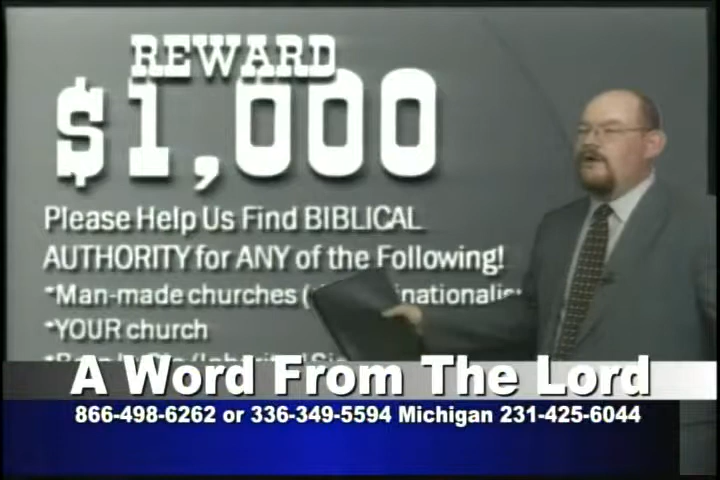 REWARD
$1,000
Please Help Us Find BIBLICAL
AUTHORITY for ANY of the Following!
*Man-made churches (
*YOUR church
A Word From The Lord
866-498-6262 or 336-349-5594 Michigan 231-425-6044